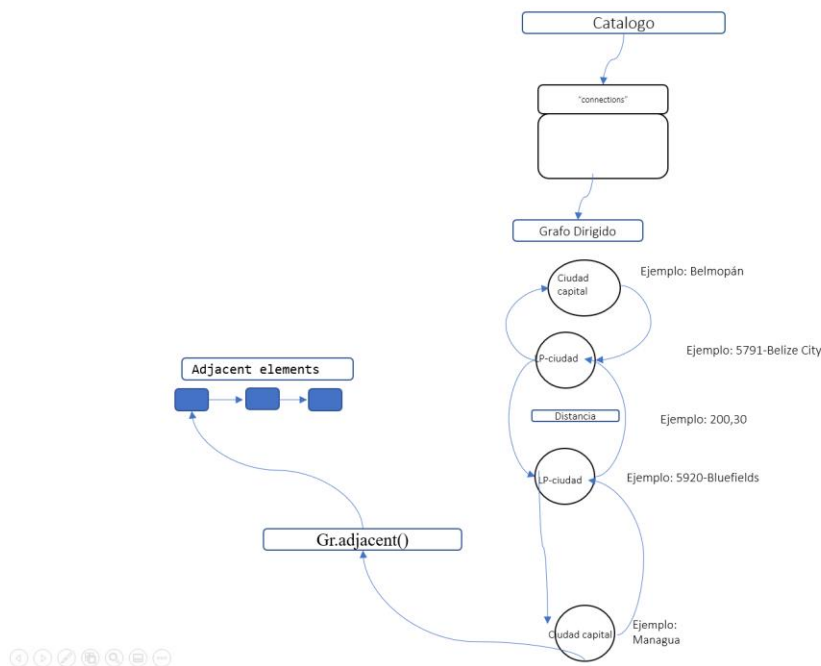 Catalogo
"connections"
Grafo Dirigido
Ciudad
capital
Ejemplo: Belmopán
LP-ciudad
Ejemplo: 5791-Belize City
Adjacent elements
Distancia
Ejemplo: 200,30
LP-ciudad
Ejemplo: 5920-Bluefields
Gr.adjacent()
Ciudad capital
Ejemplo:
Managua